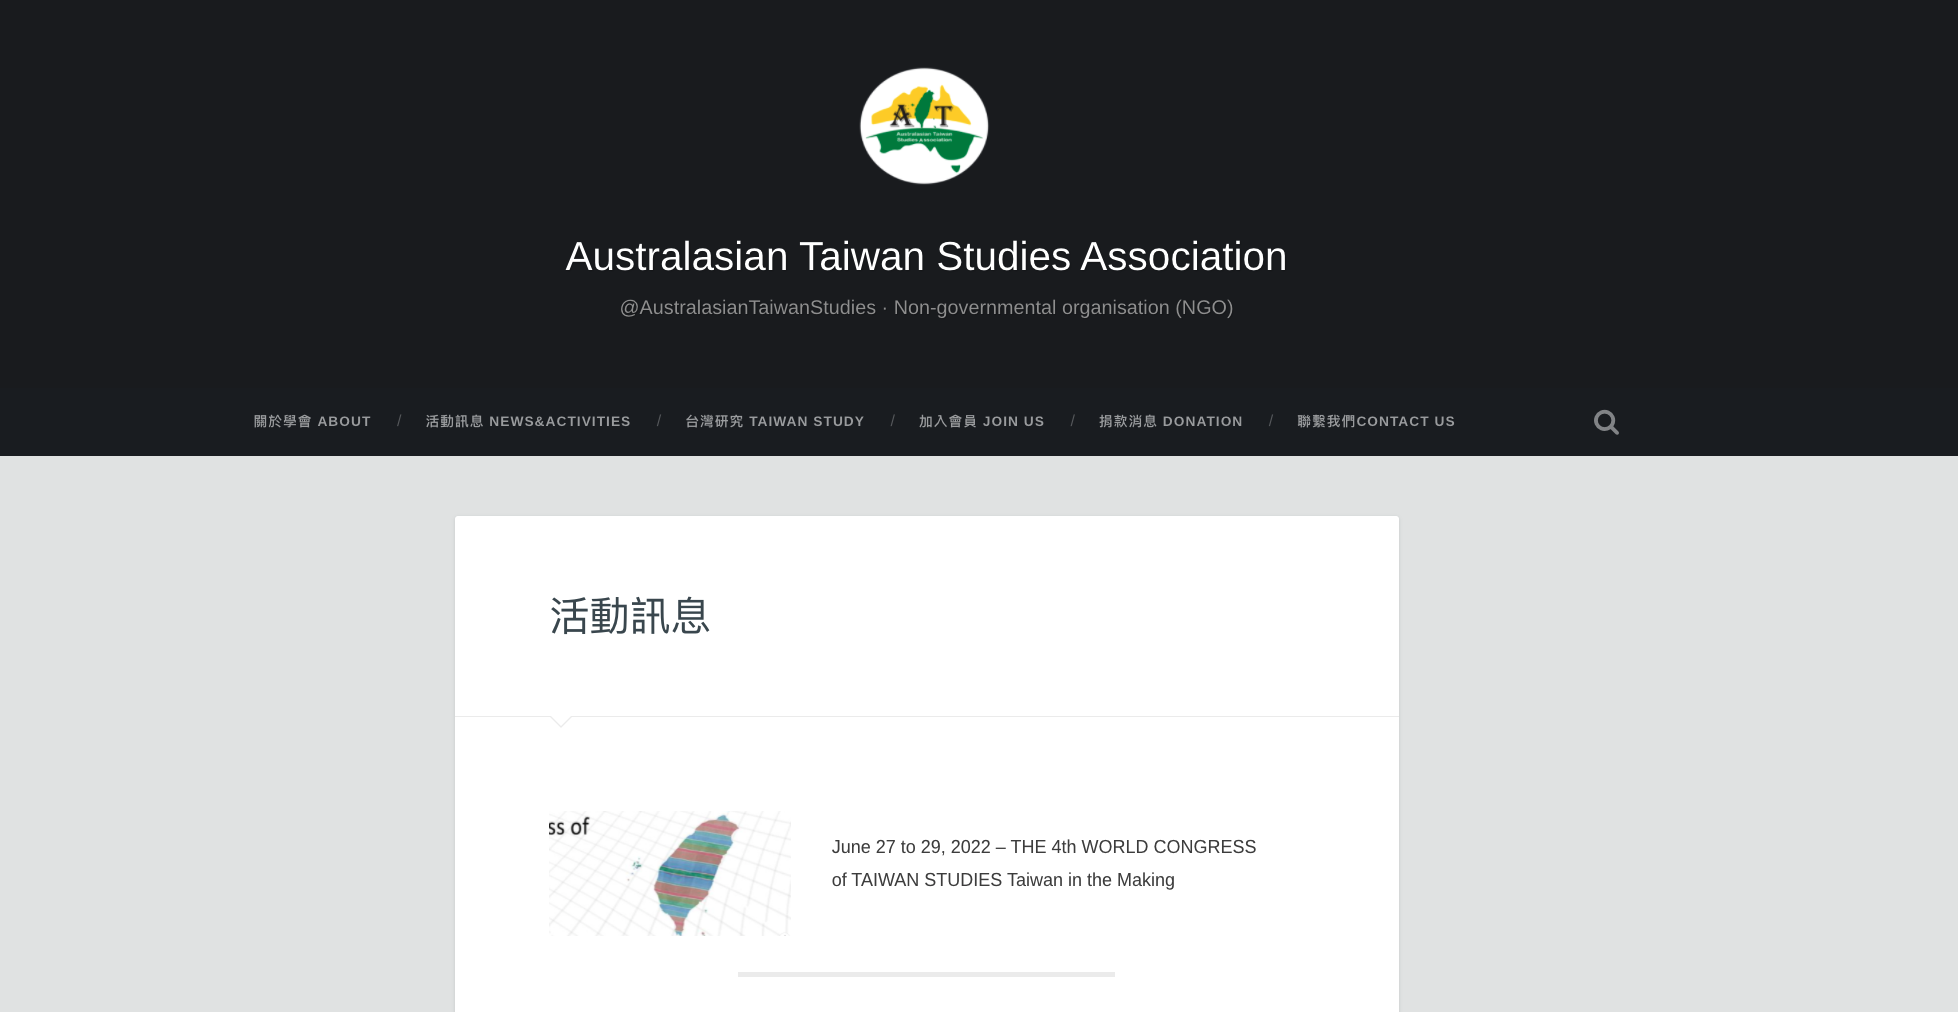 A T
Australasian Taiwan
Studies Association
Australasian Taiwan Studies Association
@AustralasianTaiwanStudies · Non-governmental organisation (NGO)
關於學會 ABOUT / 活動訊息 NEWS&ACTIVITIES / 台灣研究 TAIWAN STUDY / 加入會員 JOIN US / 捐款消息 DONATION / 聯繫我們CONTACT US
活動訊息
ss of
June 27 to 29, 2022 – THE 4th WORLD CONGRESS
of TAIWAN STUDIES Taiwan in the Making